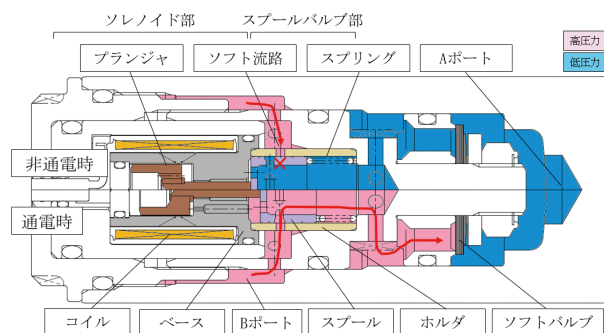 ソレノイド部
スプールバルブ部
プランジャ
ソフト流路
スプリング
Aポート
高圧力
低圧力
非通電時
通電時
コイル
ベース
Bポート
スプール
ホルダ
ソフトバルブ